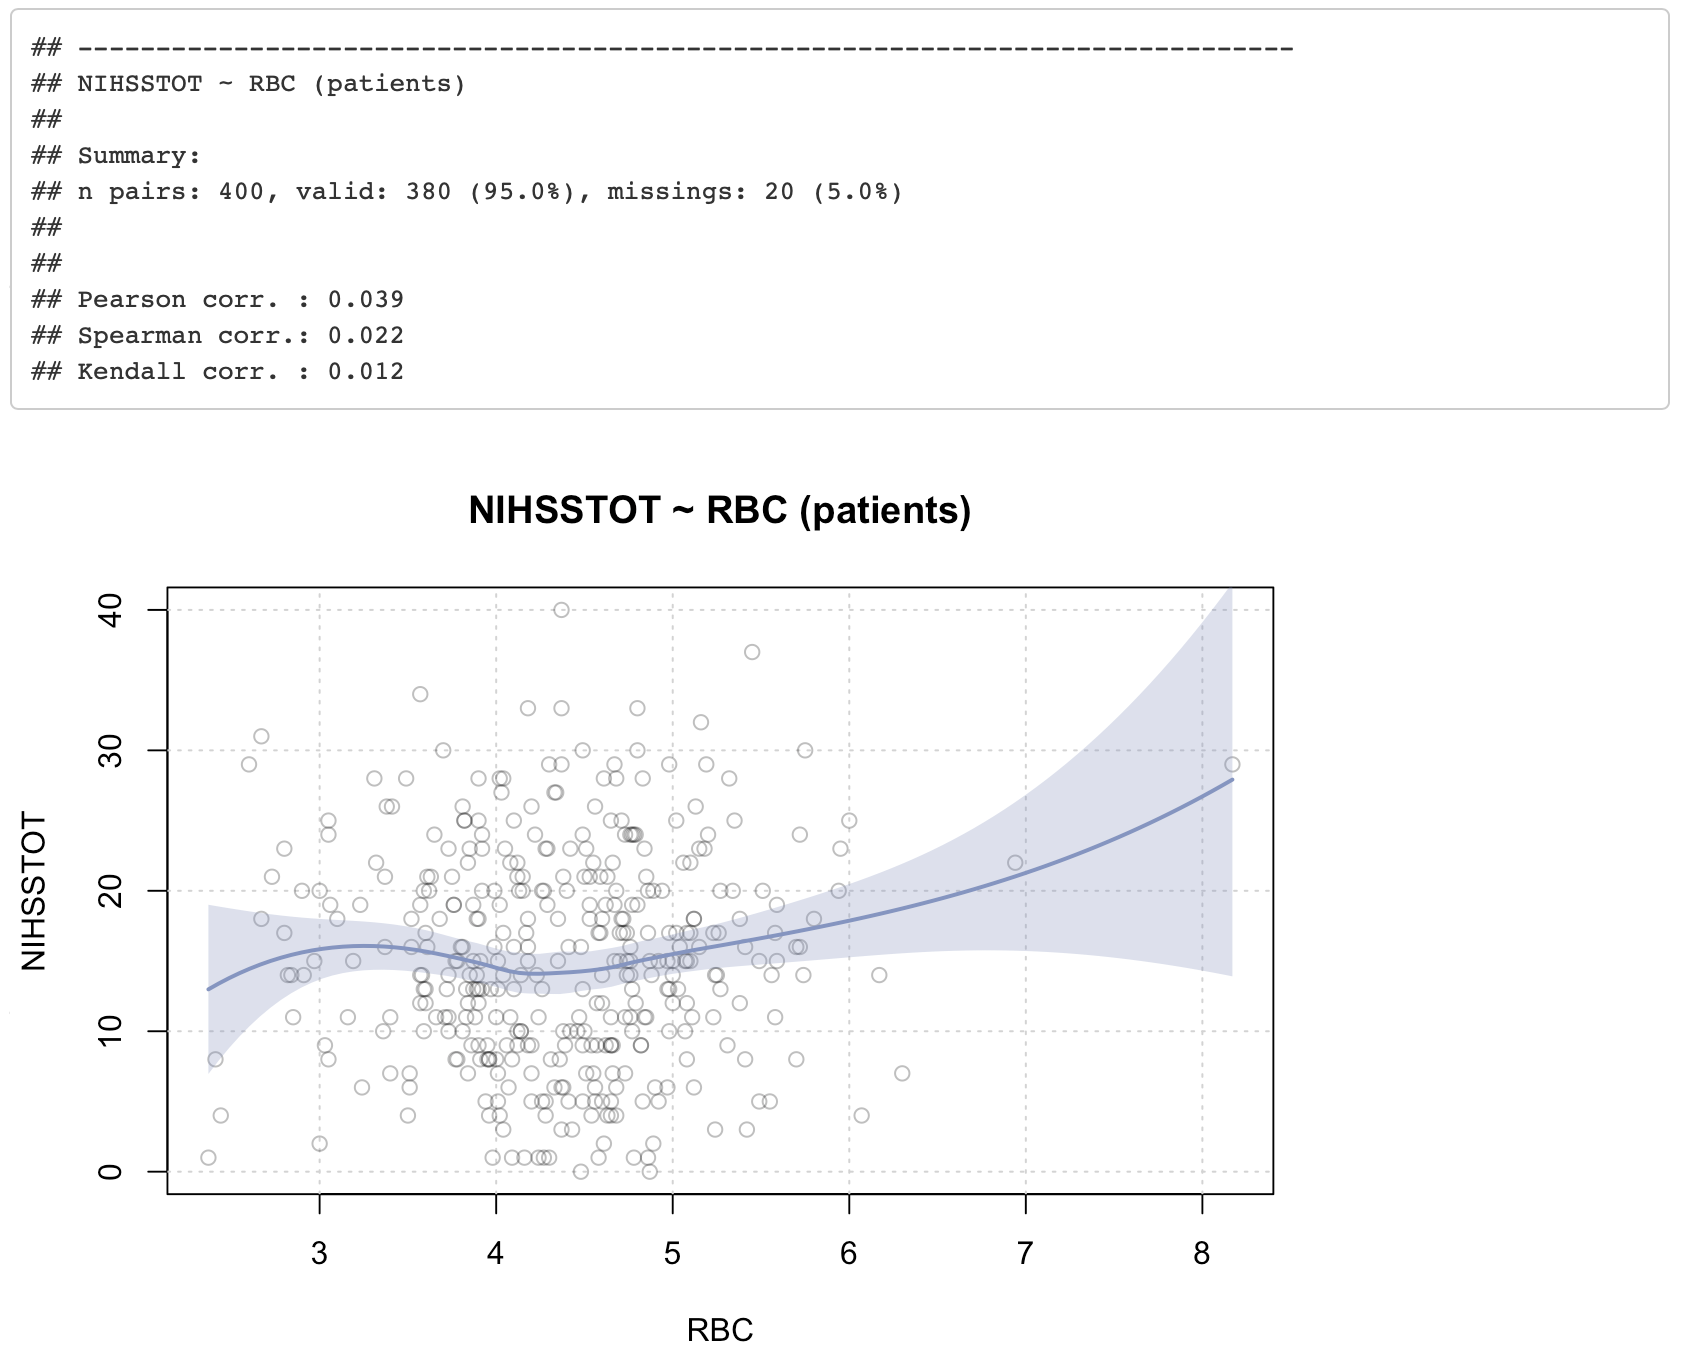 ## ------------------------------------------------------------------------------
## NIHSSTOT ~ RBC (patients)
##
## Summary:
## n pairs: 400, valid: 380 (95.0%), missings: 20 (5.0%)
##
##
## Pearson corr. : 0.039
## Spearman corr.: 0.022
## Kendall corr. : 0.012
NIHSSTOT ~ RBC (patients)
NIHSSTOT
40
30
20
10
0
3 4 5 6 7 8
RBC